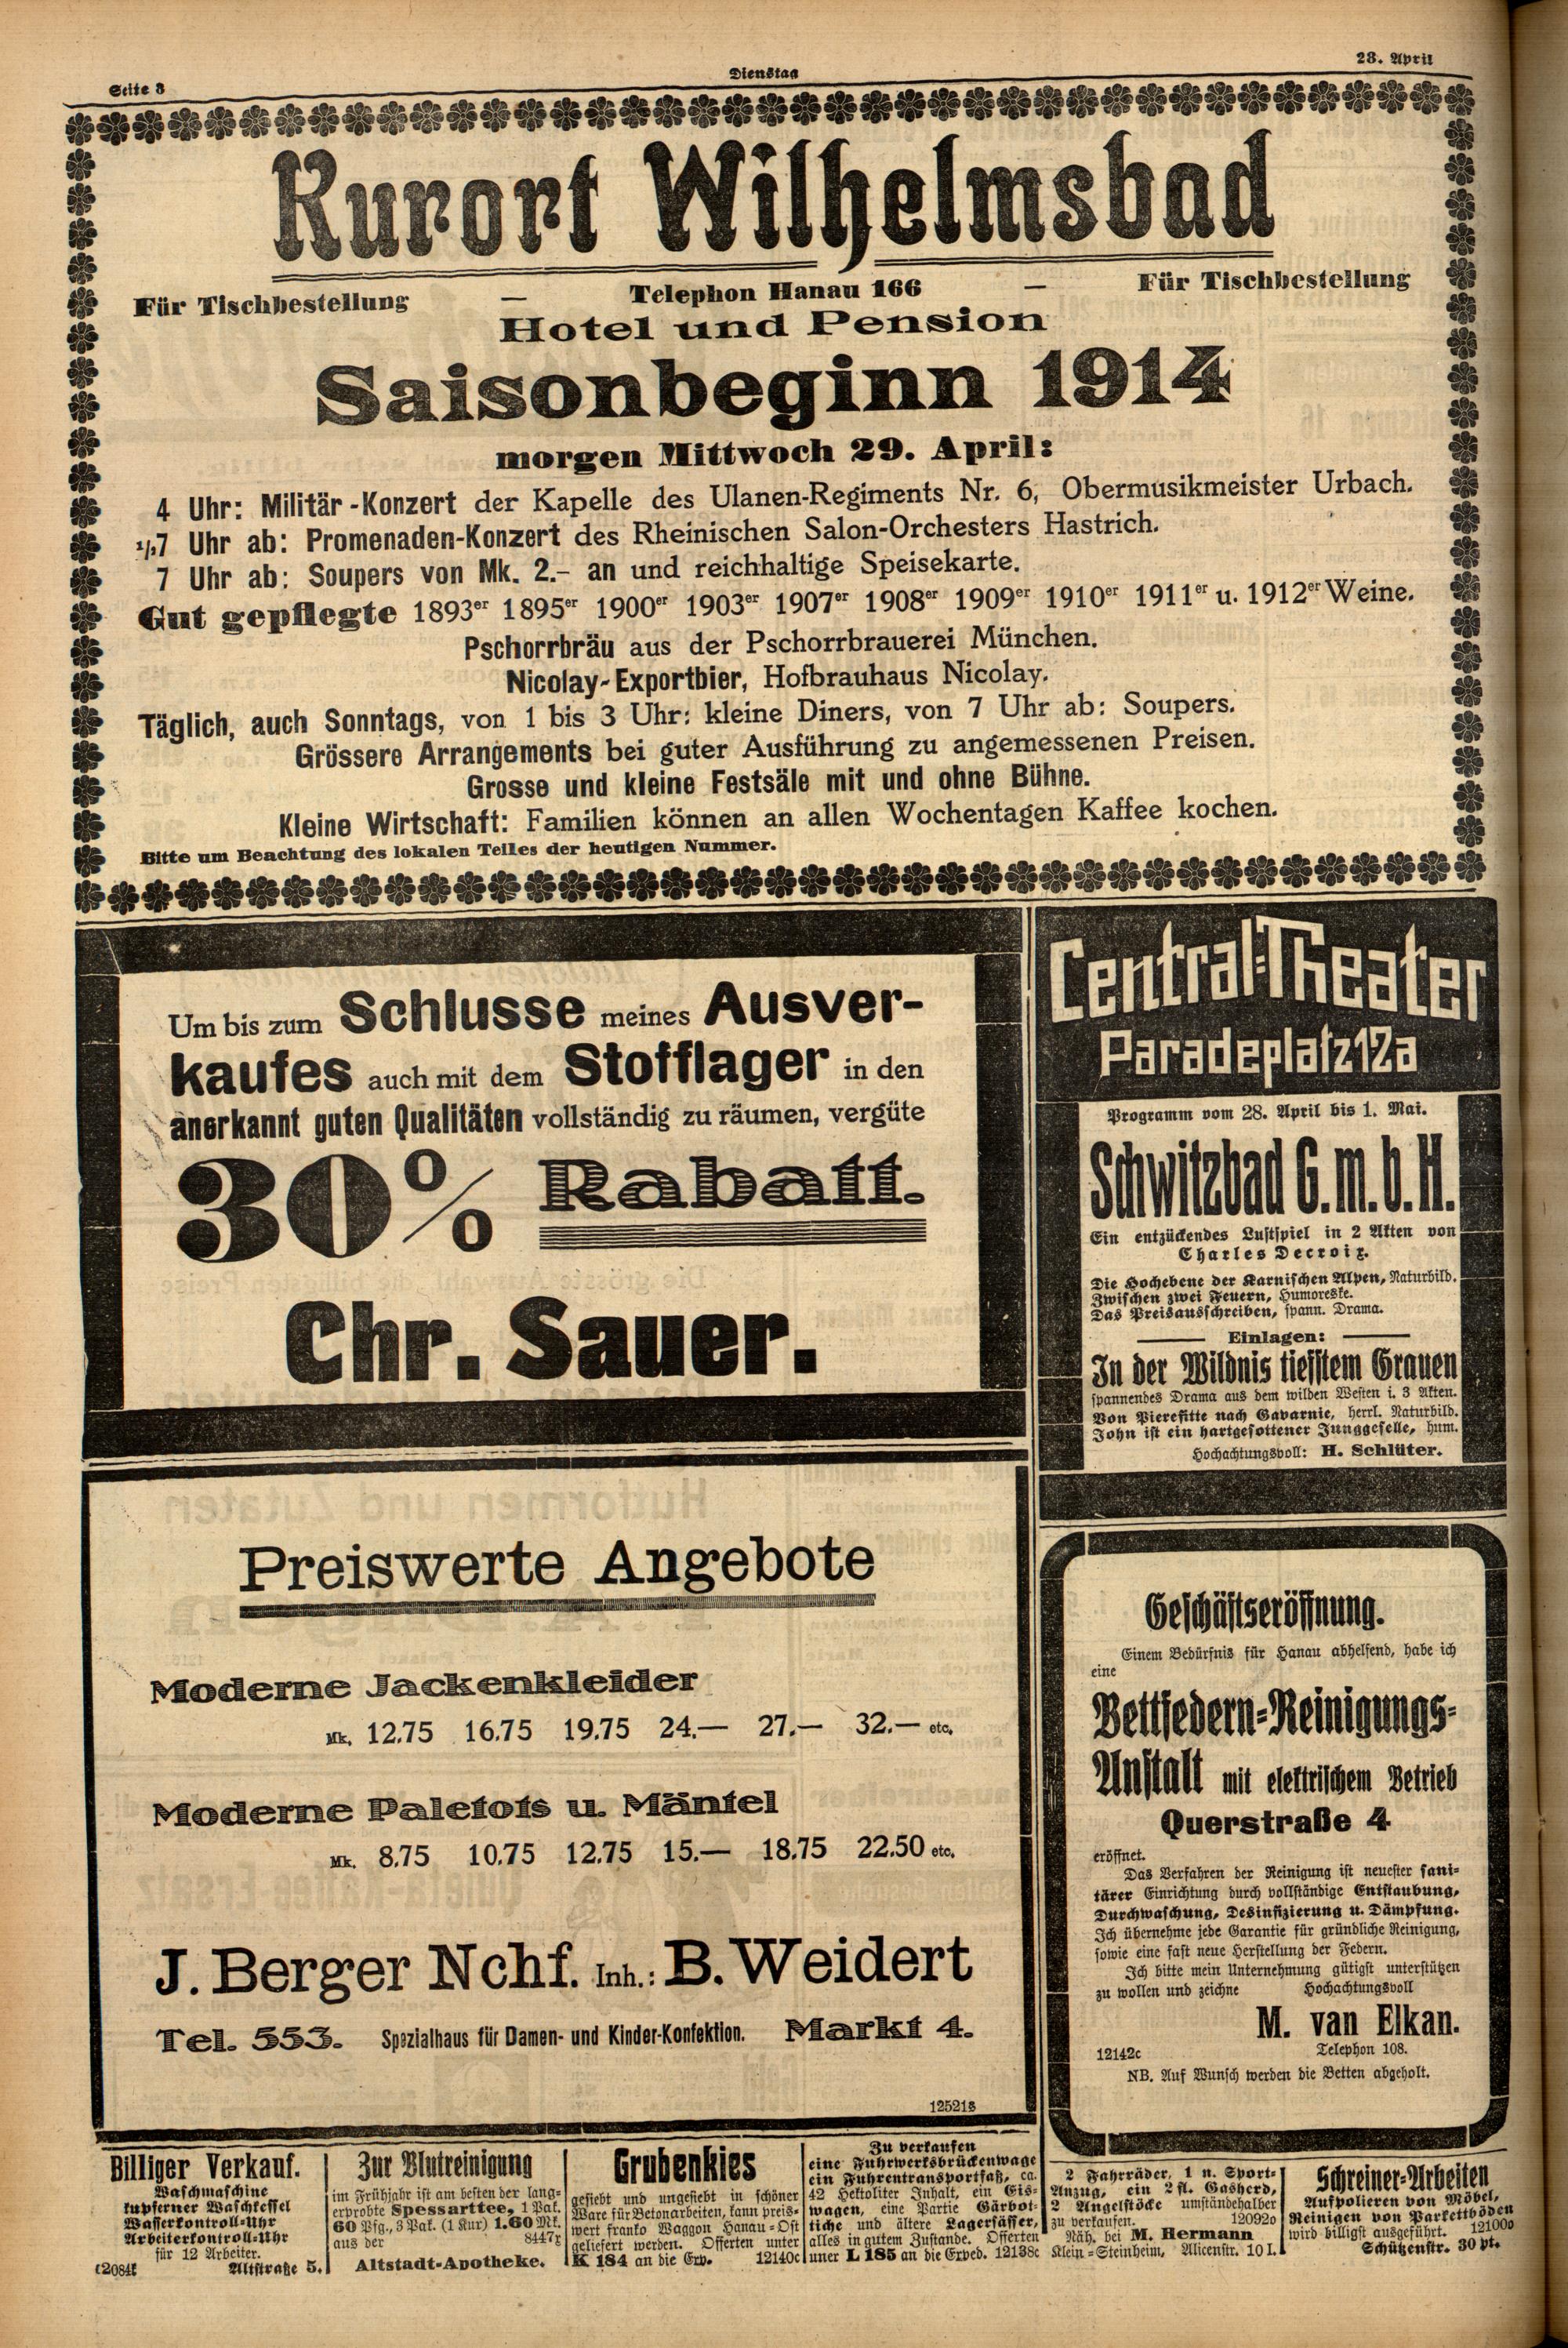 Seite 8
Dienstag
28. April
Kurort Wilhelmsbad
Für Tischbestellung — Telephon Hanau 166 — Für Tischbestellung
Hotel und Pension
Saisonbeginn 1914
morgen Mittwoch 29. April:
4 Uhr: Militär-Konzert der Kapelle des Ulanen-Regiments Nr. 6, Obermusikmeister Urbach.
1/27 Uhr ab: Promenaden-Konzert des Rheinischen Salon-Orchesters Hastrich.
7 Uhr ab: Soupers von Mk. 2.– an und reichhaltige Speisekarte.
Gut gepflegte 1893er 1895er 1900er 1903er 1907er 1908er 1909er 1910er 1911er u. 1912er Weine.
Pschorrbräu aus der Pschorrbrauerei München.
Nicolay-Exportbier, Hofbrauhaus Nicolay.
Täglich, auch Sonntags, von 1 bis 3 Uhr: kleine Diners, von 7 Uhr ab: Soupers.
Grössere Arrangements bei guter Ausführung zu angemessenen Preisen.
Grosse und kleine Festsäle mit und ohne Bühne.
Kleine Wirtschaft: Familien können an allen Wochentagen Kaffee kochen.
Bitte um Beachtung des lokalen Teiles der heutigen Nummer.
Um bis zum Schlusse meines Ausver-
kaufes auch mit dem Stofflager in den
anerkannt guten Qualitäten vollständig zu räumen, vergüte
30% Rabatt.
Chr. Sauer.
Central-Theater
Paradeplatz 12a
Programm vom 28. April bis 1. Mai.
Schwitzbad G. m. b. H.
Ein entzückendes Lustspiel in 2 Akten von
Charles Decroix.
Die Hochebene der Karnischen Alpen, Naturbild.
Zwischen zwei Feuern, Humoreske.
Das Preisausschreiben, spann. Drama.
Einlagen:
In der Wildnis tiefstem Grauen
spannendes Drama aus dem wilden Westen i. 3 Akten.
Von Pierefitte nach Gavarnie, herrl. Naturbild.
John ist ein hartgesottener Junggeselle, hum.
Hochachtungsvoll: H. Schlüter.
Preiswerte Angebote
Moderne Jackenkleider
Mk. 12.75 16.75 19.75 24.— 27.— 32.— etc.
Moderne Paletots u. Mäntel
Mk. 8.75 10.75 12.75 15.— 18.75 22.50 etc.
J. Berger Nchf. Inh.: B. Weidert
Tel. 553. Spezialhaus für Damen- und Kinder-Konfektion. Markt 4.
12521s
Geschäftseröffnung.
Einem Bedürfnis für Hanau abhelfend, habe ich
eine
Bettfedern-Reinigungs-
Anstalt mit elektrischem Betrieb
Querstraße 4
eröffnet.
Das Verfahren der Reinigung ist neuester sani-
tärer Einrichtung durch vollständige Entstaubung,
Durchwaschung, Desinfizierung u. Dämpfung.
Ich übernehme jede Garantie für gründliche Reinigung,
sowie eine fast neue Herstellung der Federn.
Ich bitte mein Unternehmung gütigst unterstützen
zu wollen und zeichne Hochachtungsvoll
M. van Elkan.
12142c Telephon 108.
NB. Auf Wunsch werden die Betten abgeholt.
Billiger Verkauf.
Waschmaschine
kupferner Waschkessel
Wasserkontroll-Uhr
Arbeiterkontroll-Uhr
für 12 Arbeiter.
Altstraße 5.
Zur Blutreinigung
im Frühjahr ist am besten der lang-
erprobte Spessarttee, 1 Pak.
60 Pfg., 3 Pak. (1 Kur) 1.60 Mk.
aus der 8447x
Altstadt-Apotheke.
Grubenkies
gesiebt und ungesiebt in schöner
Ware für Betonarbeiten, kann preis-
wert franko Waggon Hanau-Ost
geliefert werden. Offerten unter
K 184 an die Exp. 12140c
Zu verkaufen
eine Fuhrwerksbrückenwage
ein Fuhrentransportfaß, ca.
42 Hektoliter Inhalt, ein Eis-
wagen, eine Partie Gärbot-
tiche und ältere Lagerfässer,
alles in gutem Zustande. Offerten
unter L 185 an die Exped. 12138c
2 Fahrräder, 1 n. Sport-
Anzug, ein 2 fl. Gasherd,
2 Angelstöcke umständehalber
zu verkaufen. 12092o
Näh. bei M. Hermann
Klein-Steinheim, Alicenstr. 10 I.
Schreiner-Arbeiten
Aufpolieren von Möbel,
Reinigen von Parkettböden
wird billigst ausgeführt. 12100o
Schützenstr. 30 pt.